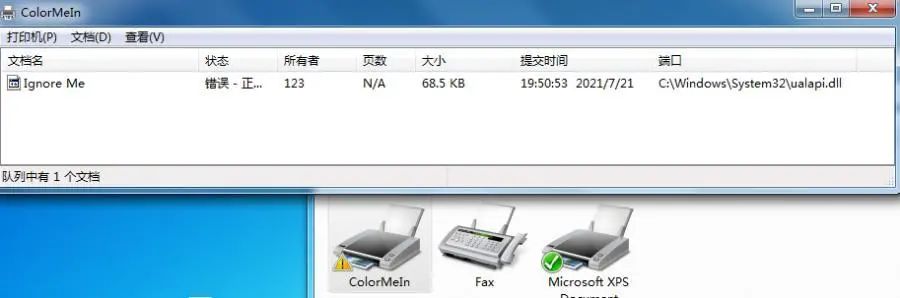 ColorMeIn
打印机(P) 文档(D) 查看(V)
文档名 状态 所有者 页数 大小 提交时间 端口
Ignore Me 错误 - 正... 123 N/A 68.5 KB 19:50:53 2021/7/21 C:\Windows\System32\ualapi.dll
队列中有 1 个文档
ColorMeIn Fax Microsoft XPS
Document